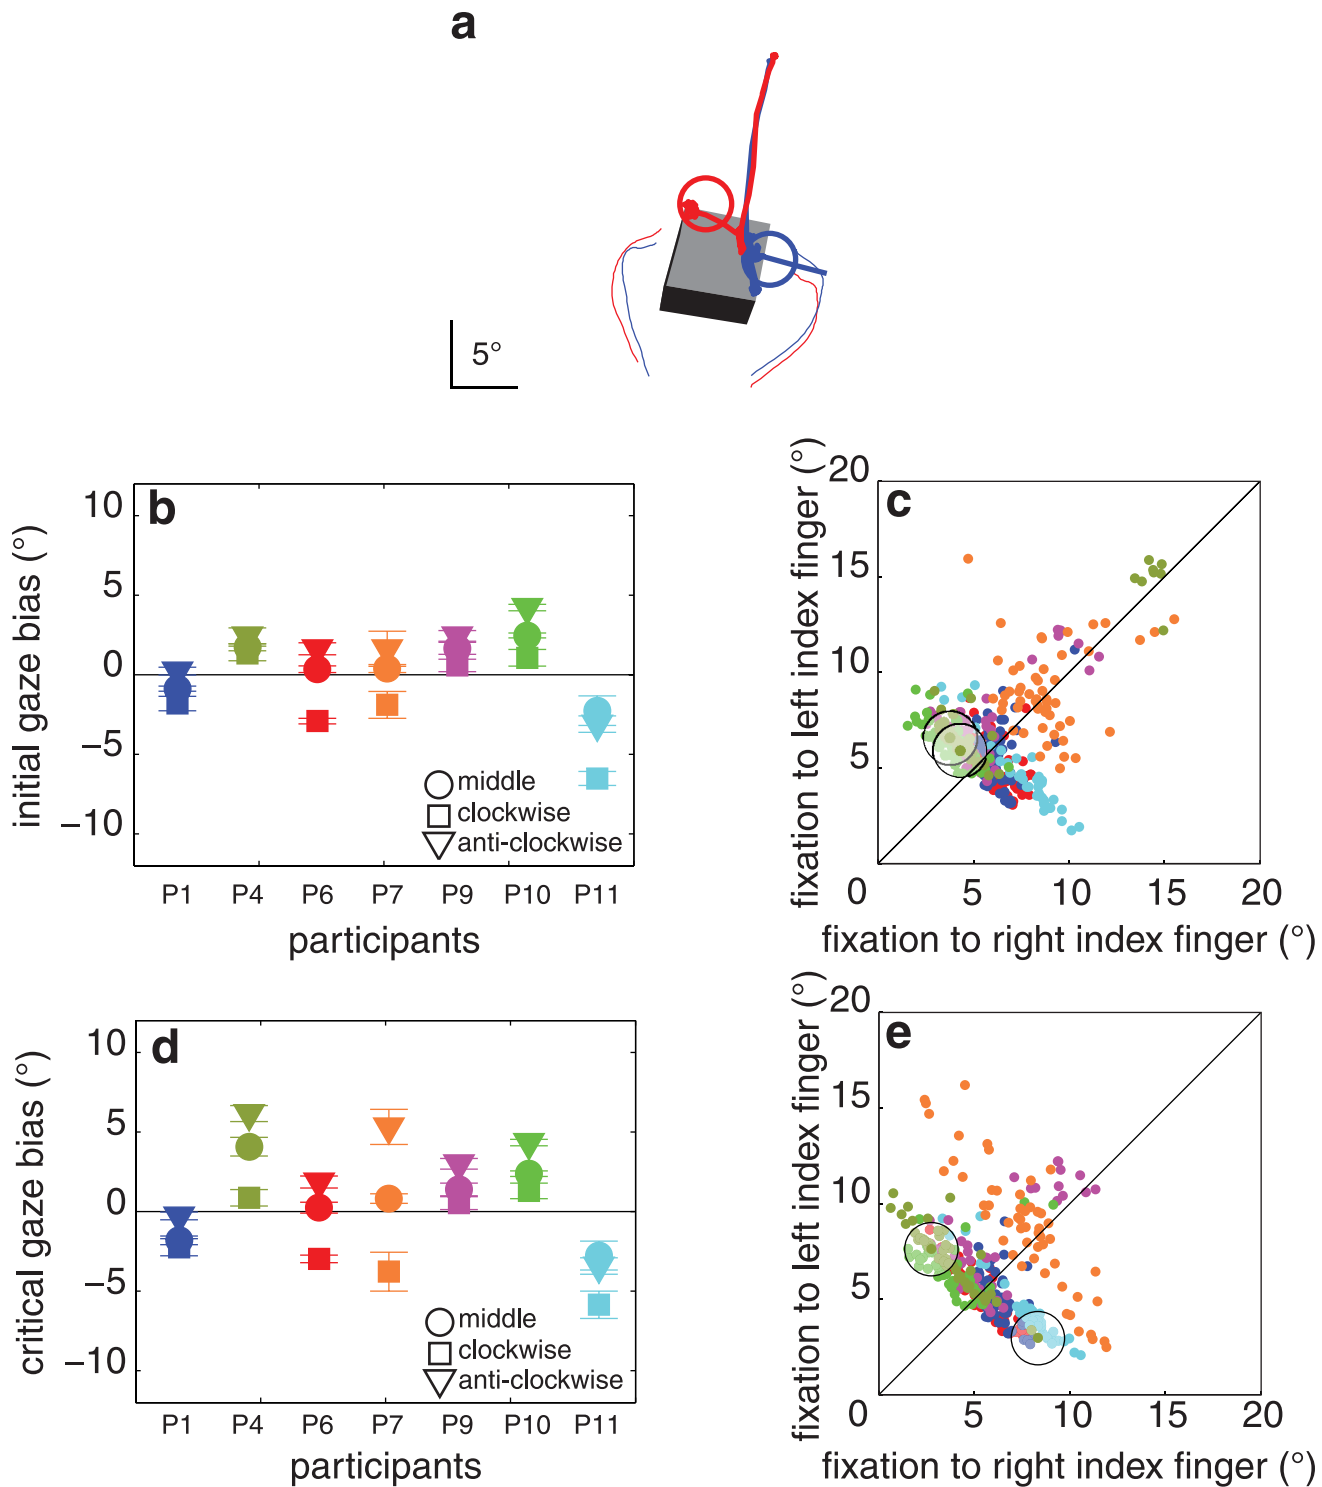 a
5°
b
initial gaze bias (°)
10
5
0
−5
−10
middle
clockwise
anti-clockwise
P1 P4 P6 P7 P9 P10 P11
participants
c
fixation to left index finger (°)
20
15
10
5
0 5 10 15 20
fixation to right index finger (°)
d
critical gaze bias (°)
10
5
0
−5
−10
middle
clockwise
anti-clockwise
P1 P4 P6 P7 P9 P10 P11
participants
e
fixation to left index finger (°)
20
15
10
5
0 5 10 15 20
fixation to right index finger (°)